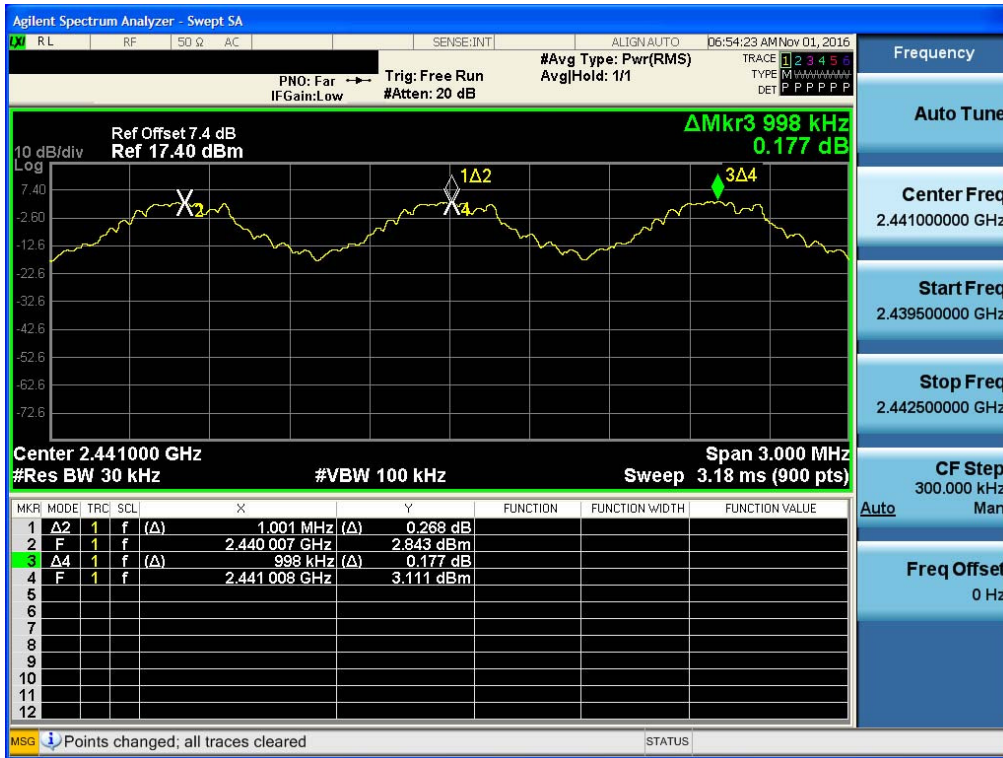 Agilent Spectrum Analyzer - Swept SA
LXI RL RF 50 Ω AC SENSE:INT ALIGN AUTO 06:54:23 AM Nov 01, 2016
PNO: Far
IFGain:Low
Trig: Free Run
#Atten: 20 dB
#Avg Type: Pwr(RMS)
Avg|Hold: 1/1
TRACE 1 2 3 4 5 6
TYPE M WWWWW
DET P P P P P P
ΔMkr3 998 kHz
0.177 dB
Ref Offset 7.4 dB
10 dB/div Ref 17.40 dBm
Log
1Δ2
3Δ4
2
4
7.40
-2.60
-12.6
-22.6
-32.6
-42.6
-52.6
-62.6
-72.6
Center 2.441000 GHz Span 3.000 MHz
#Res BW 30 kHz #VBW 100 kHz Sweep 3.18 ms (900 pts)
MKR MODE TRC SCL X Y FUNCTION FUNCTION WIDTH FUNCTION VALUE
1 Δ2 1 f (Δ) 1.001 MHz (Δ) 0.268 dB
2 F 1 f 2.440 007 GHz 2.843 dBm
3 Δ4 1 f (Δ) 998 kHz (Δ) 0.177 dB
4 F 1 f 2.441 008 GHz 3.111 dBm
5
6
7
8
9
10
11
12
MSG Points changed; all traces cleared STATUS
Frequency
Auto Tune
Center Freq
2.441000000 GHz
Start Freq
2.439500000 GHz
Stop Freq
2.442500000 GHz
CF Step
300.000 kHz
Auto Man
Freq Offset
0 Hz